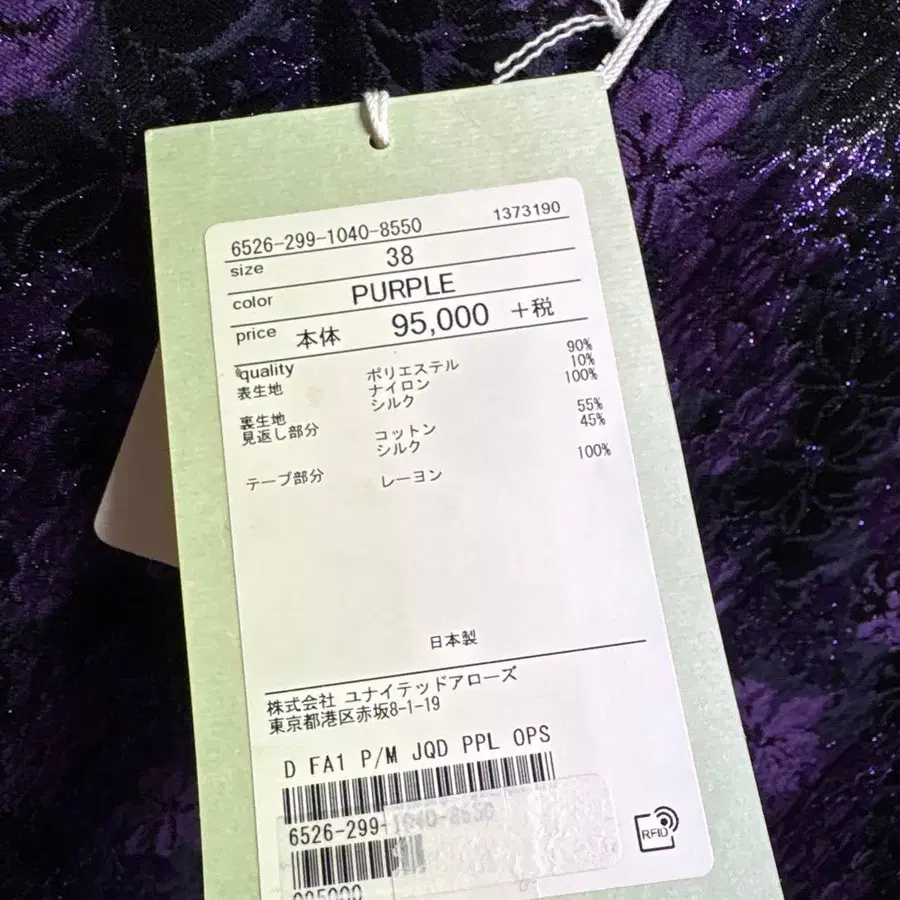 6526-299-1040-8550 1373190
size 38
color PURPLE
price 本体 95,000 +税
quality
表生地 ポリエステル 90%
ナイロン 10%
裏生地 シルク 100%
見返し部分 コットン 55%
シルク 45%
テープ部分 レーヨン 100%
日本製
株式会社 ユナイテッドアローズ
東京都港区赤坂8-1-19
D FA1 P/M JQD PPL OPS
6526-299-1040-8550
RFID
095000